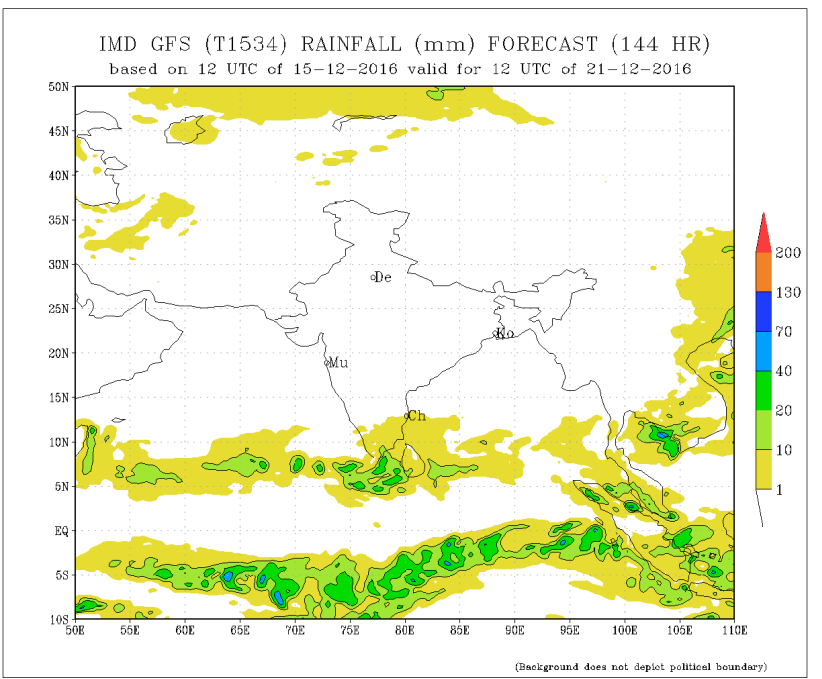 IMD GFS (T1534) RAINFALL (mm) FORECAST (144 HR)
based on 12 UTC of 15-12-2016 valid for 12 UTC of 21-12-2016
50N
45N
40N
35N
30N
25N
20N
15N
10N
5N
EQ
5S
10S
De
Ko
Mu
Ch
200
130
70
40
20
10
1
50E 55E 60E 65E 70E 75E 80E 85E 90E 95E 100E 105E 110E
(Background does not depict political boundary)